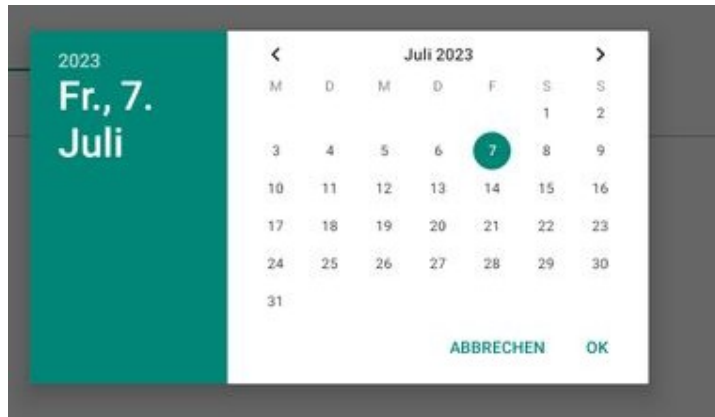 2023
Fr., 7.
Juli
Juli 2023
M D M D F S S
1 2
3 4 5 6 7 8 9
10 11 12 13 14 15 16
17 18 19 20 21 22 23
24 25 26 27 28 29 30
31
ABBRECHEN OK